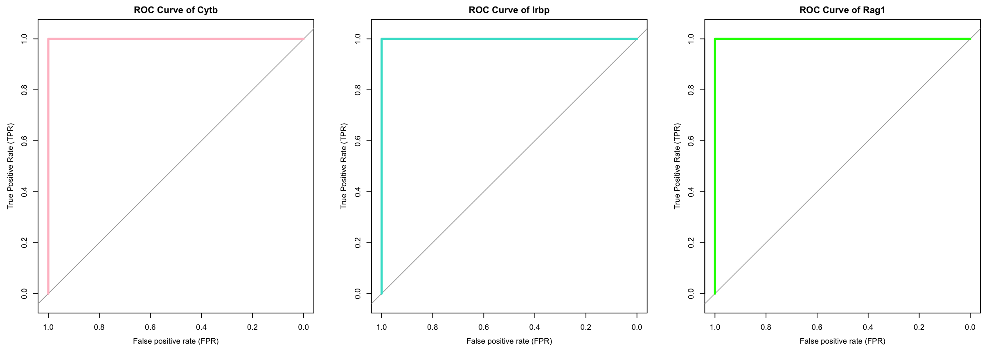 ROC Curve of Cytb
True Positive Rate (TPR)
1.0
0.8
0.6
0.4
0.2
0.0
1.0 0.8 0.6 0.4 0.2 0.0
False positive rate (FPR)
ROC Curve of Irbp
True Positive Rate (TPR)
1.0
0.8
0.6
0.4
0.2
0.0
1.0 0.8 0.6 0.4 0.2 0.0
False positive rate (FPR)
ROC Curve of Rag1
True Positive Rate (TPR)
1.0
0.8
0.6
0.4
0.2
0.0
1.0 0.8 0.6 0.4 0.2 0.0
False positive rate (FPR)